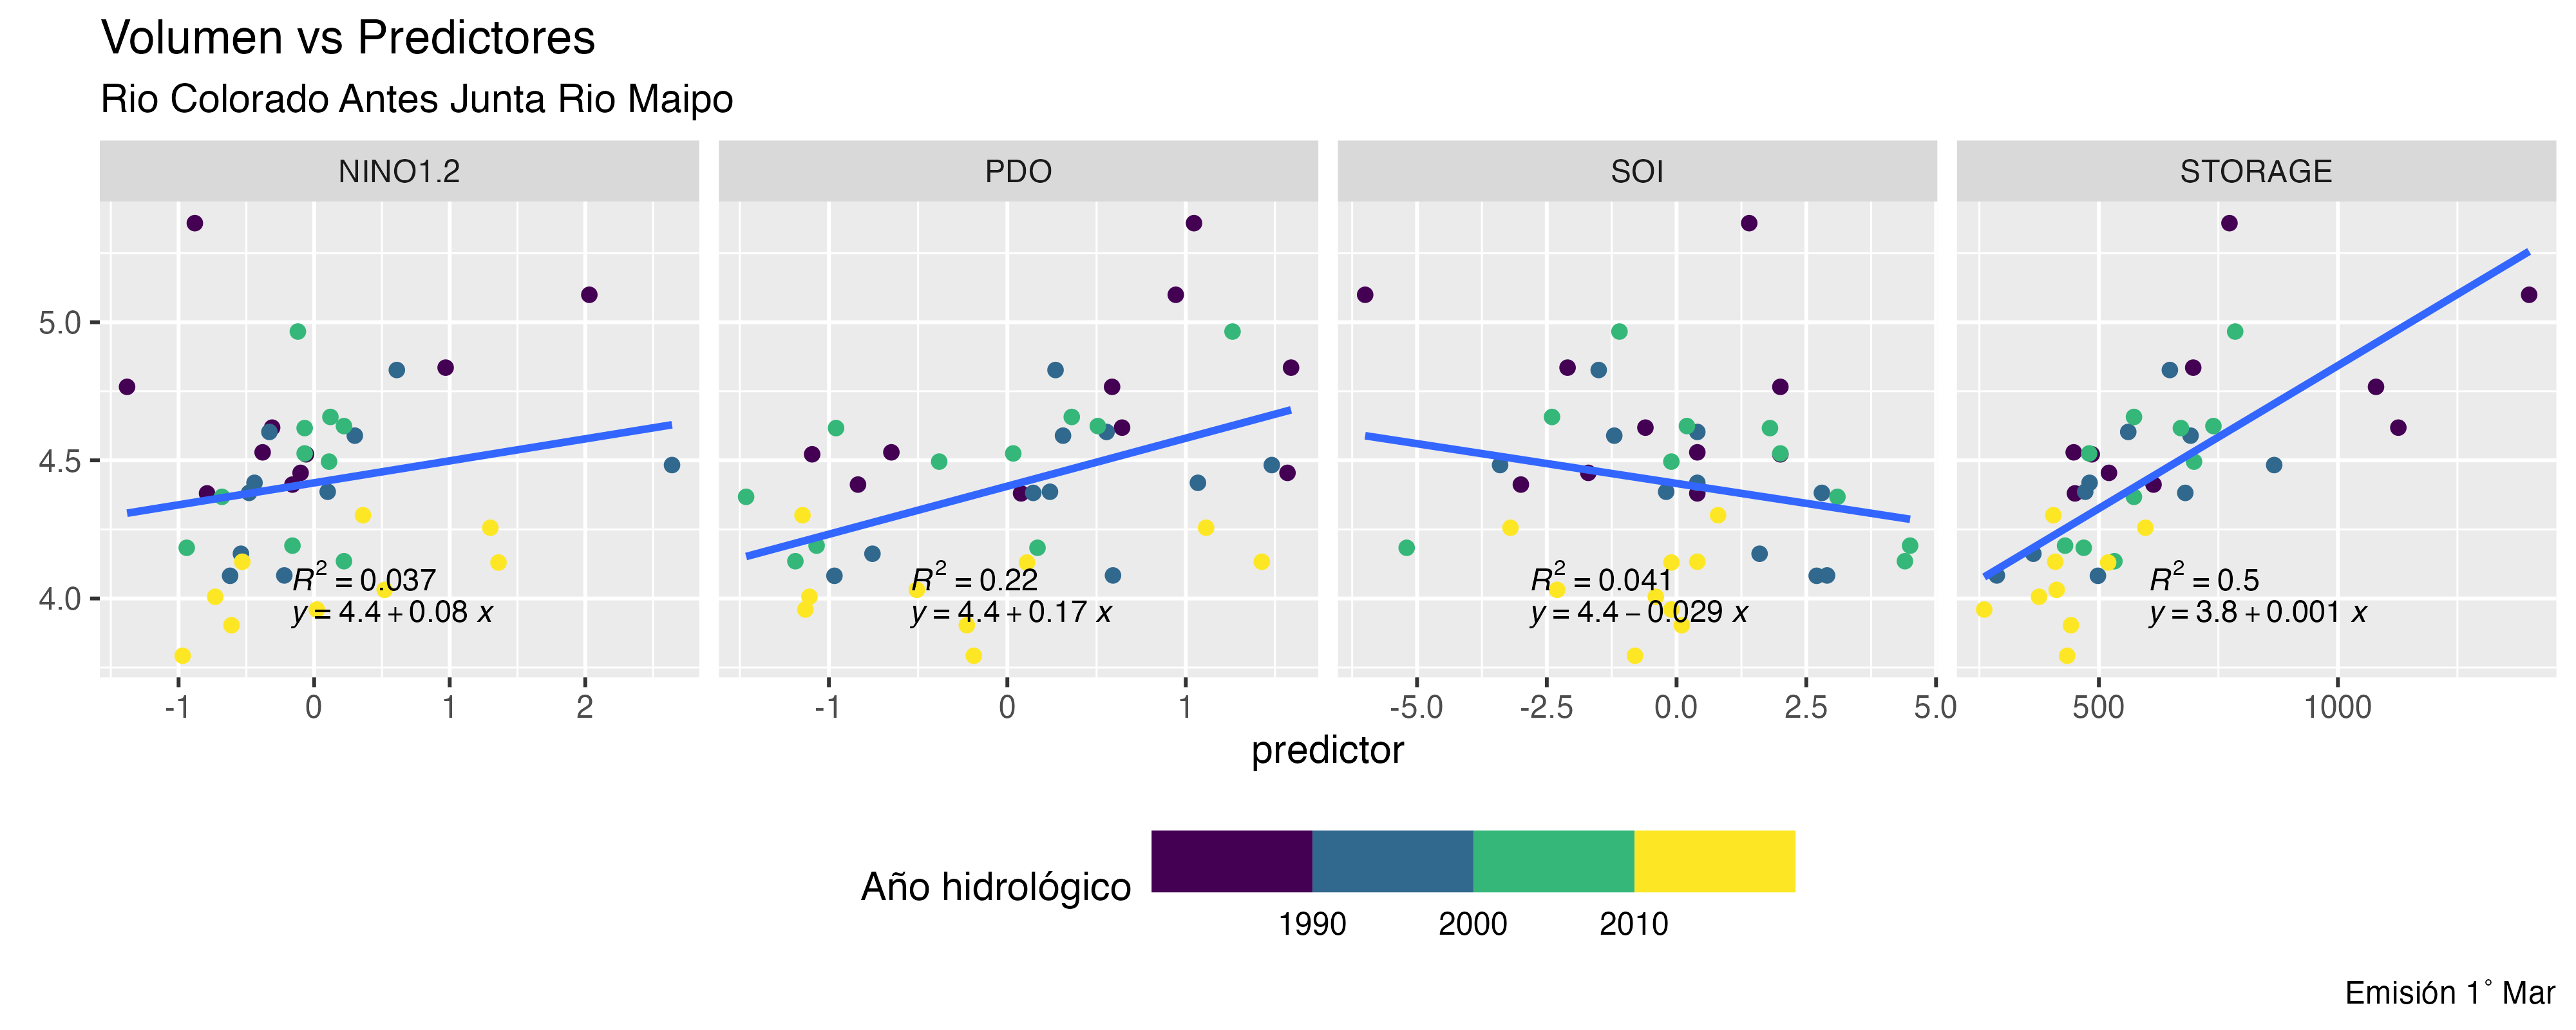 Volumen vs Predictores
Rio Colorado Antes Junta Rio Maipo
NINO1.2 PDO SOI STORAGE
5.0
4.5
4.0
R² = 0.037 R² = 0.22 R² = 0.041 R² = 0.5
y = 4.4 + 0.08 x y = 4.4 + 0.17 x y = 4.4 − 0.029 x y = 3.8 + 0.001 x
-1 0 1 2 -1 0 1 -5.0 -2.5 0.0 2.5 5.0 500 1000
predictor
Año hidrológico
1990 2000 2010
Emisión 1° Mar